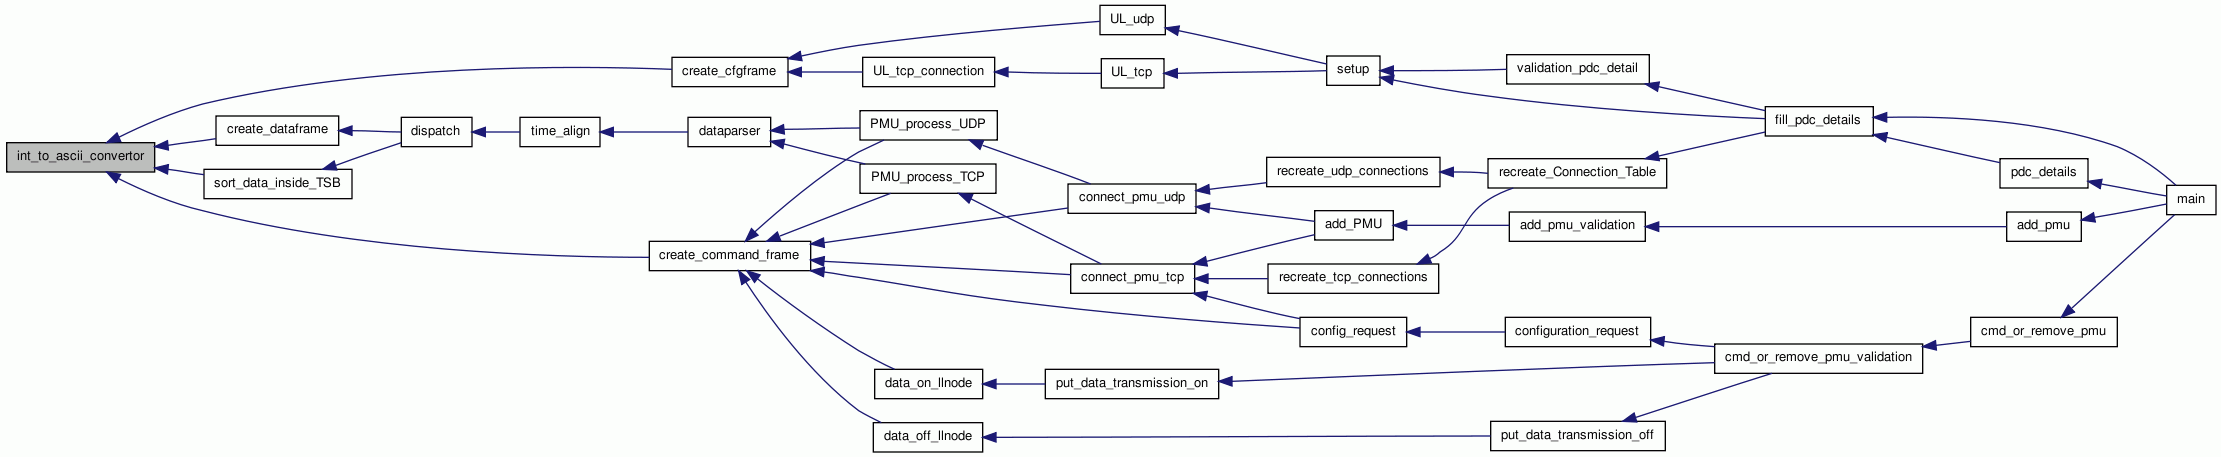 UL_udp
create_cfgframe
UL_tcp_connection
UL_tcp
setup
validation_pdc_detail
fill_pdc_details
create_dataframe
dispatch
time_align
dataparser
PMU_process_UDP
int_to_ascii_convertor
sort_data_inside_TSB
PMU_process_TCP
connect_pmu_udp
recreate_udp_connections
recreate_Connection_Table
pdc_details
main
add_PMU
add_pmu_validation
add_pmu
create_command_frame
connect_pmu_tcp
recreate_tcp_connections
config_request
configuration_request
cmd_or_remove_pmu
cmd_or_remove_pmu_validation
data_on_llnode
put_data_transmission_on
data_off_llnode
put_data_transmission_off